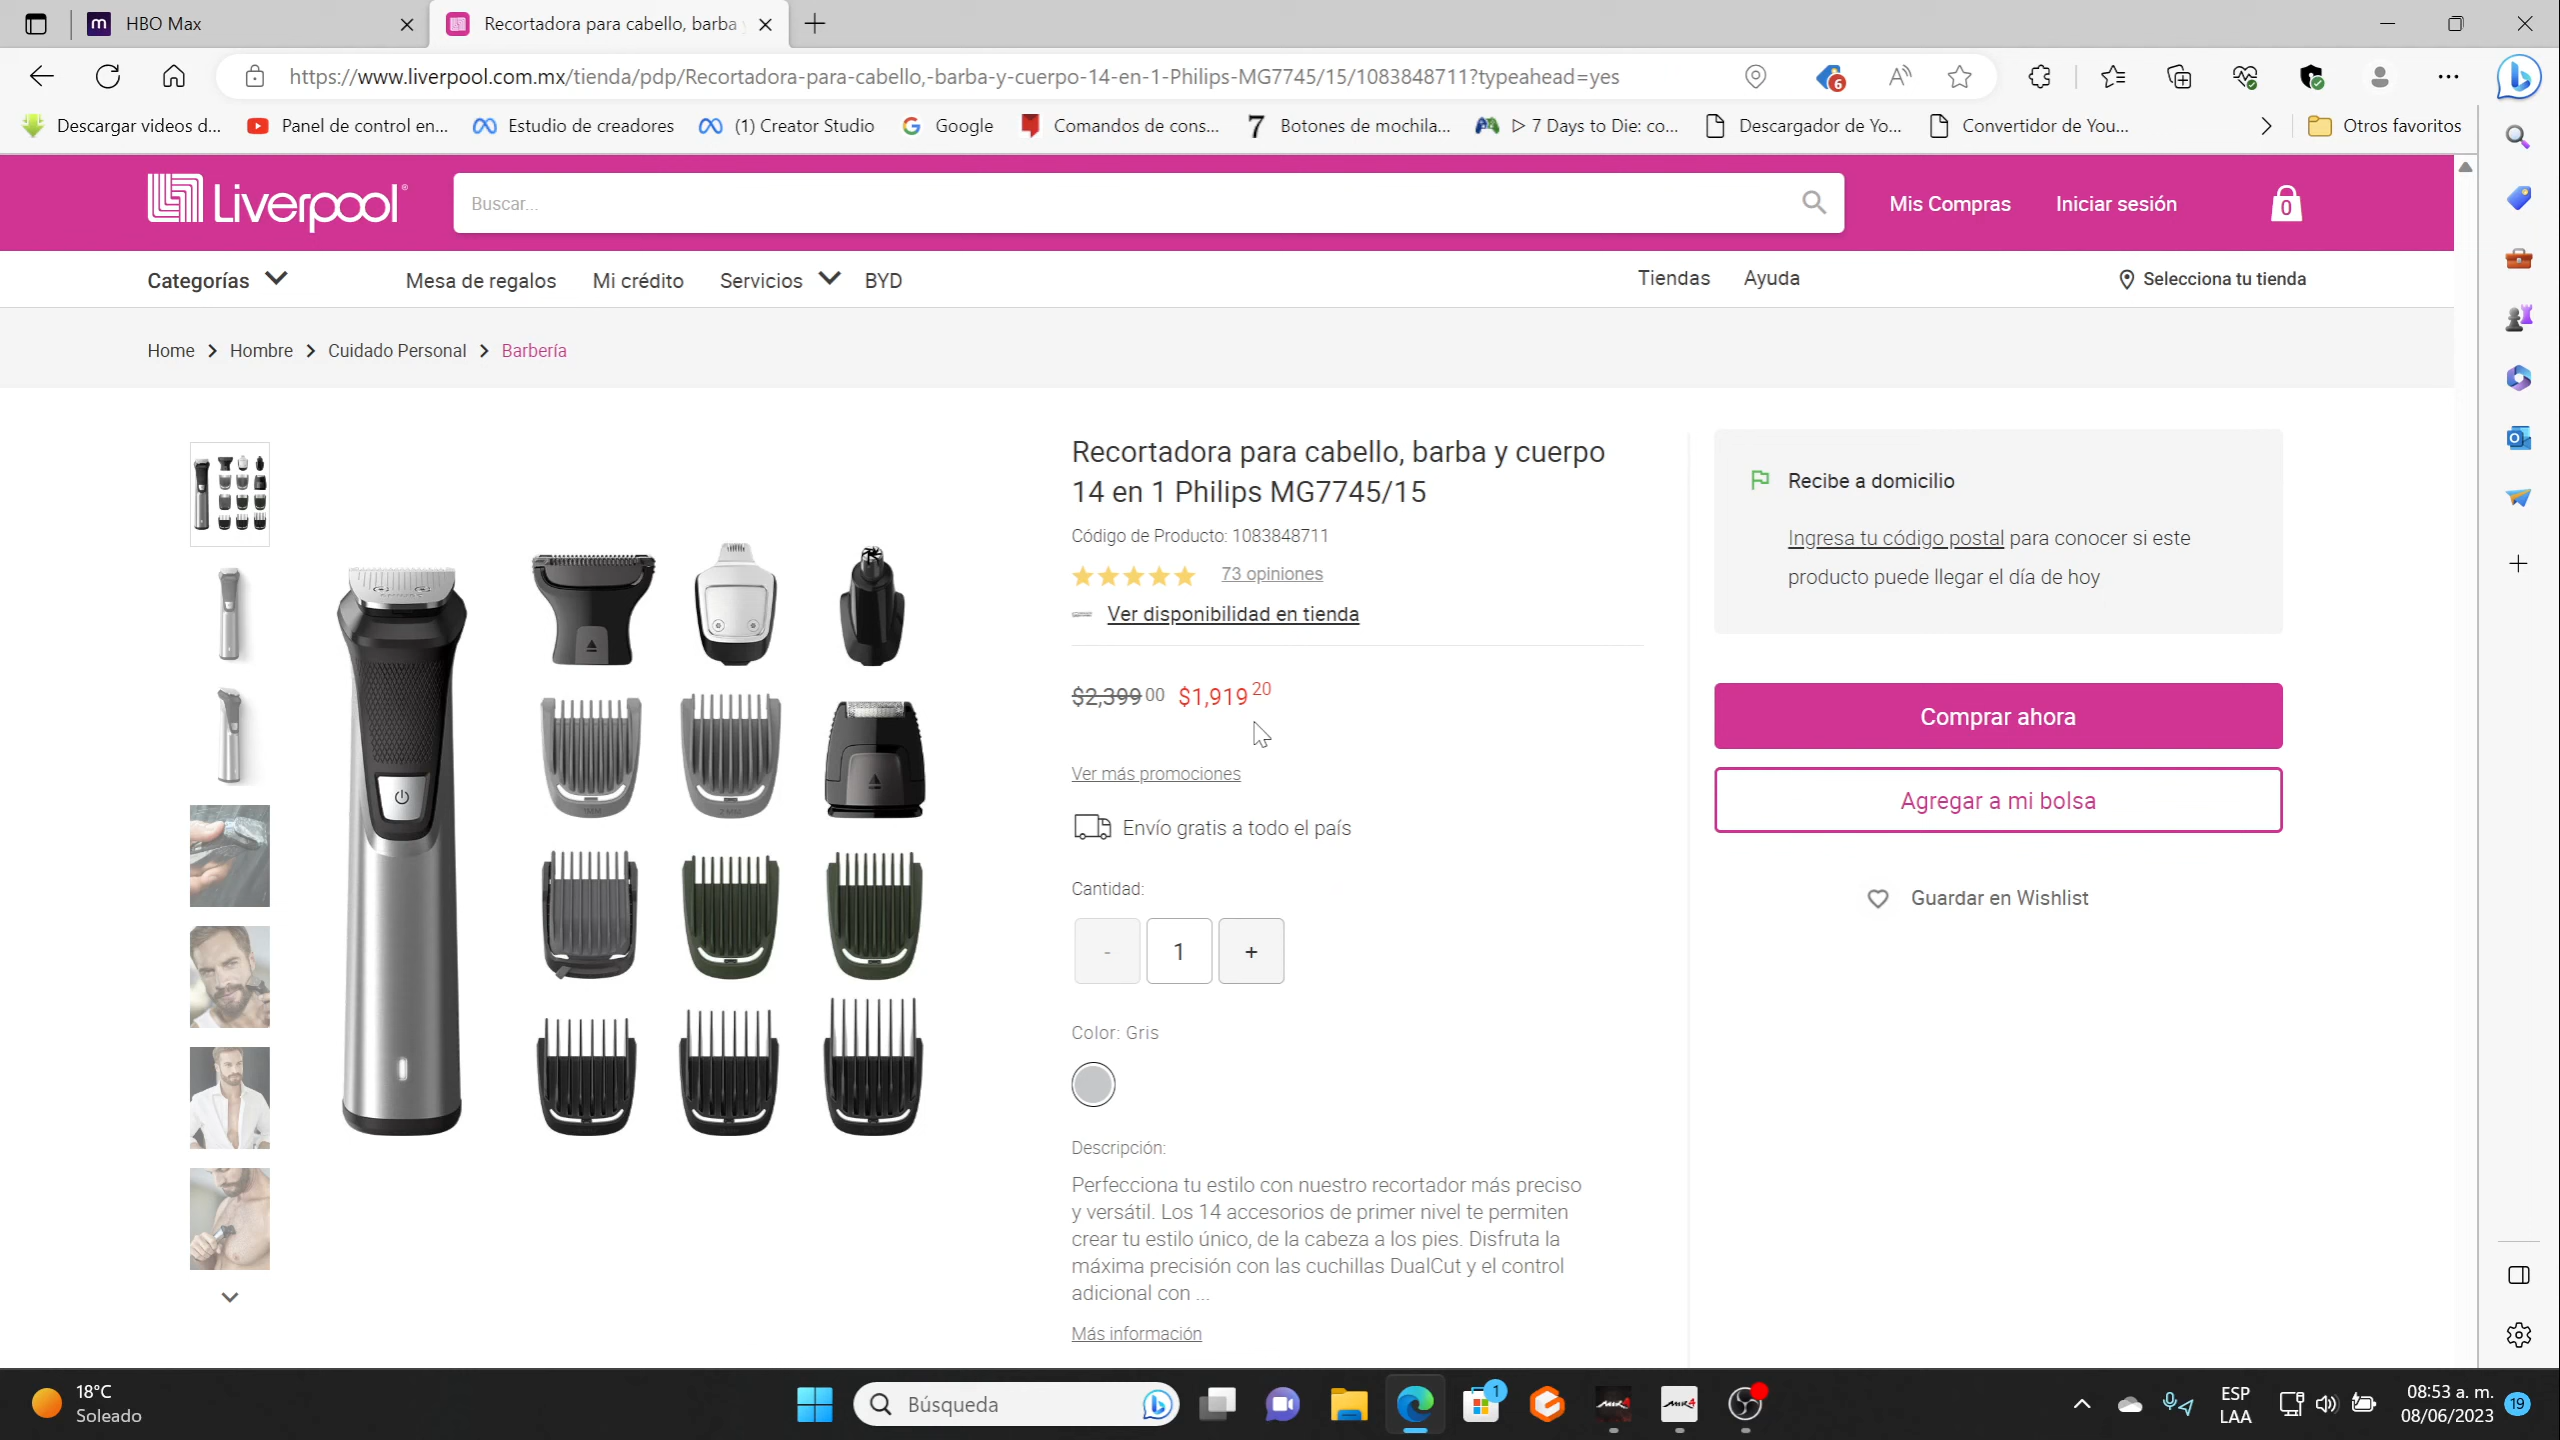 HBO Max
Recortadora para cabello, barba
https://www.liverpool.com.mx/tienda/pdp/Recortadora-para-cabello,-barba-y-cuerpo-14-en-1-Philips-MG7745/15/1083848711?typeahead=yes
6
Descargar videos d...
Panel de control en...
Estudio de creadores
(1) Creator Studio
Google
Comandos de cons...
Botones de mochila...
7 Days to Die: co...
Descargador de Yo...
Convertidor de You...
Otros favoritos
Liverpool
Buscar...
Mis Compras
Iniciar sesión
0
Categorías
Mesa de regalos
Mi crédito
Servicios
BYD
Tiendas
Ayuda
Selecciona tu tienda
Home > Hombre > Cuidado Personal > Barbería
Recortadora para cabello, barba y cuerpo
14 en 1 Philips MG7745/15
Código de Producto: 1083848711
73 opiniones
Ver disponibilidad en tienda
$2,399 00 $1,919 20
Ver más promociones
Envío gratis a todo el país
Cantidad:
- 1 +
Color: Gris
Descripción:
Perfecciona tu estilo con nuestro recortador más preciso
y versátil. Los 14 accesorios de primer nivel te permiten
crear tu estilo único, de la cabeza a los pies. Disfruta la
máxima precisión con las cuchillas DualCut y el control
adicional con ...
Más información
Recibe a domicilio
Ingresa tu código postal para conocer si este
producto puede llegar el día de hoy
Comprar ahora
Agregar a mi bolsa
Guardar en Wishlist
18°C
Soleado
Búsqueda
1
ESP
LAA
08:53 a. m.
08/06/2023
19